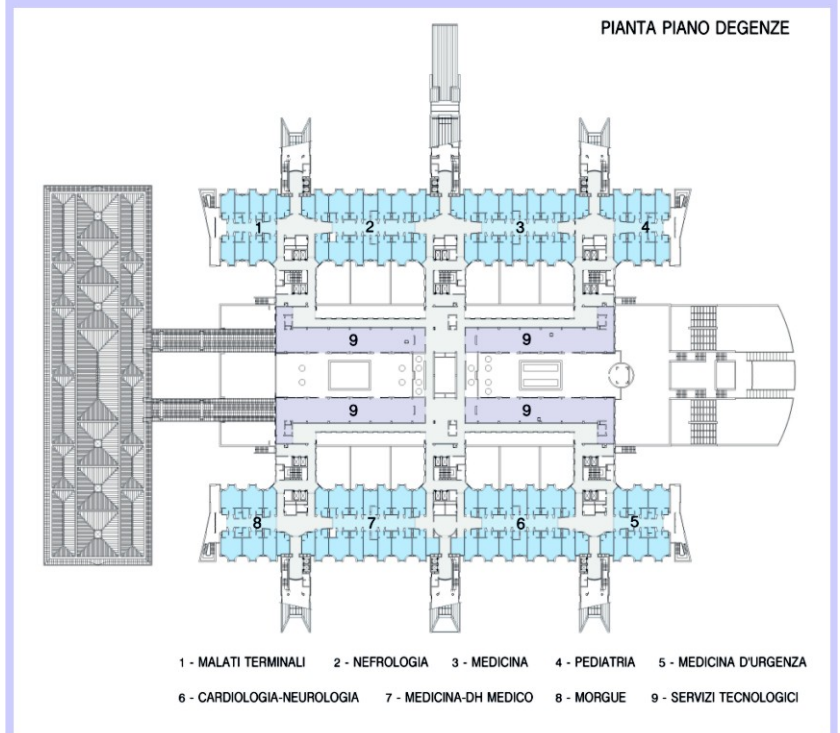 PIANTA PIANO DEGENZE
1 2 3 4
9 9
9 9
8 7 6 5
1 - MALATI TERMINALI 2 - NEFROLOGIA 3 - MEDICINA 4 - PEDIATRIA 5 - MEDICINA D'URGENZA
6 - CARDIOLOGIA-NEUROLOGIA 7 - MEDICINA-DH MEDICO 8 - MORGUE 9 - SERVIZI TECNOLOGICI